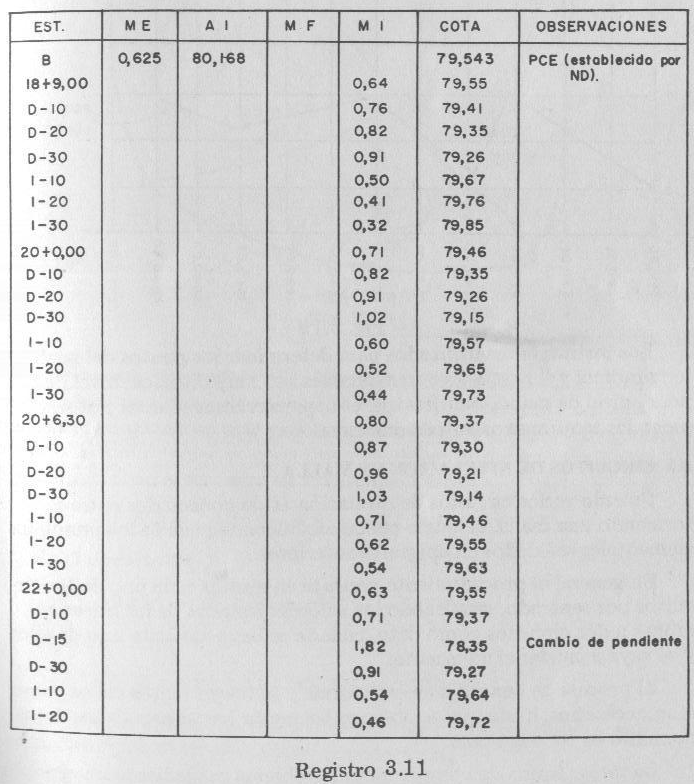 EST. M E A I M F M I COTA OBSERVACIONES
B 0,625 80,168 79,543 PCE (establecido por
ND).
18+9,00 0,64 79,55
D-10 0,76 79,41
D-20 0,82 79,35
D-30 0,91 79,26
I-10 0,50 79,67
I-20 0,41 79,76
I-30 0,32 79,85
20+0,00 0,71 79,46
D-10 0,82 79,35
D-20 0,91 79,26
D-30 1,02 79,15
I-10 0,60 79,57
I-20 0,52 79,65
I-30 0,44 79,73
20+6,30 0,80 79,37
D-10 0,87 79,30
D-20 0,96 79,21
D-30 1,03 79,14
I-10 0,71 79,46
I-20 0,62 79,55
I-30 0,54 79,63
22+0,00 0,63 79,55
D-10 0,71 79,37
D-15 1,82 78,35 Cambio de pendiente
D-30 0,91 79,27
I-10 0,54 79,64
I-20 0,46 79,72
Registro 3.11